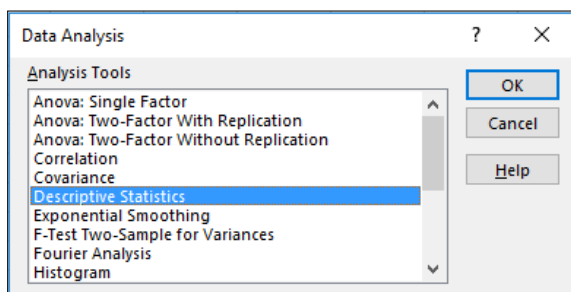 Data Analysis
?
Analysis Tools
Anova: Single Factor
Anova: Two-Factor With Replication
Anova: Two-Factor Without Replication
Correlation
Covariance
Descriptive Statistics
Exponential Smoothing
F-Test Two-Sample for Variances
Fourier Analysis
Histogram
OK
Cancel
Help